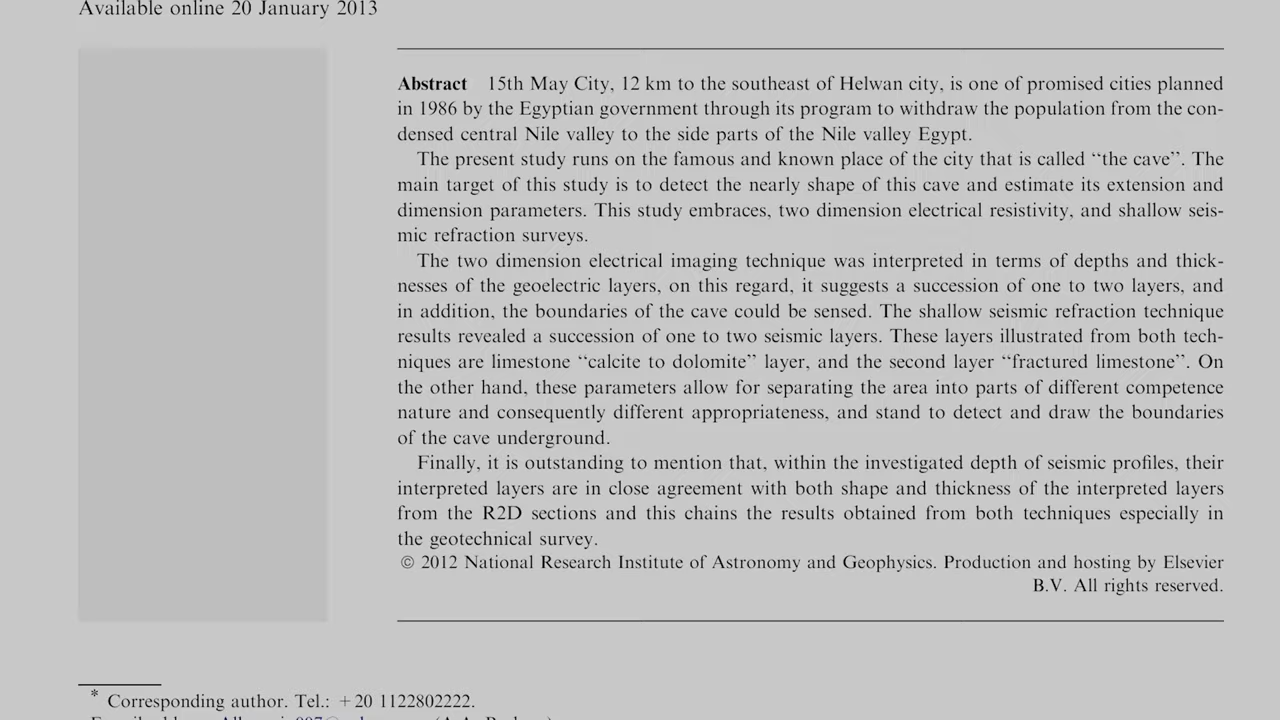 Available online 20 January 2013
Abstract 15th May City, 12 km to the southeast of Helwan city, is one of promised cities planned
in 1986 by the Egyptian government through its program to withdraw the population from the con-
densed central Nile valley to the side parts of the Nile valley Egypt.
The present study runs on the famous and known place of the city that is called ‘‘the cave’’. The
main target of this study is to detect the nearly shape of this cave and estimate its extension and
dimension parameters. This study embraces, two dimension electrical resistivity, and shallow seis-
mic refraction surveys.
The two dimension electrical imaging technique was interpreted in terms of depths and thick-
nesses of the geoelectric layers, on this regard, it suggests a succession of one to two layers, and
in addition, the boundaries of the cave could be sensed. The shallow seismic refraction technique
results revealed a succession of one to two seismic layers. These layers illustrated from both tech-
niques are limestone ‘‘calcite to dolomite’’ layer, and the second layer ‘‘fractured limestone’’. On
the other hand, these parameters allow for separating the area into parts of different competence
nature and consequently different appropriateness, and stand to detect and draw the boundaries
of the cave underground.
Finally, it is outstanding to mention that, within the investigated depth of seismic profiles, their
interpreted layers are in close agreement with both shape and thickness of the interpreted layers
from the R2D sections and this chains the results obtained from both techniques especially in
the geotechnical survey.
© 2012 National Research Institute of Astronomy and Geophysics. Production and hosting by Elsevier
B.V. All rights reserved.
* Corresponding author. Tel.: +20 1122802222.